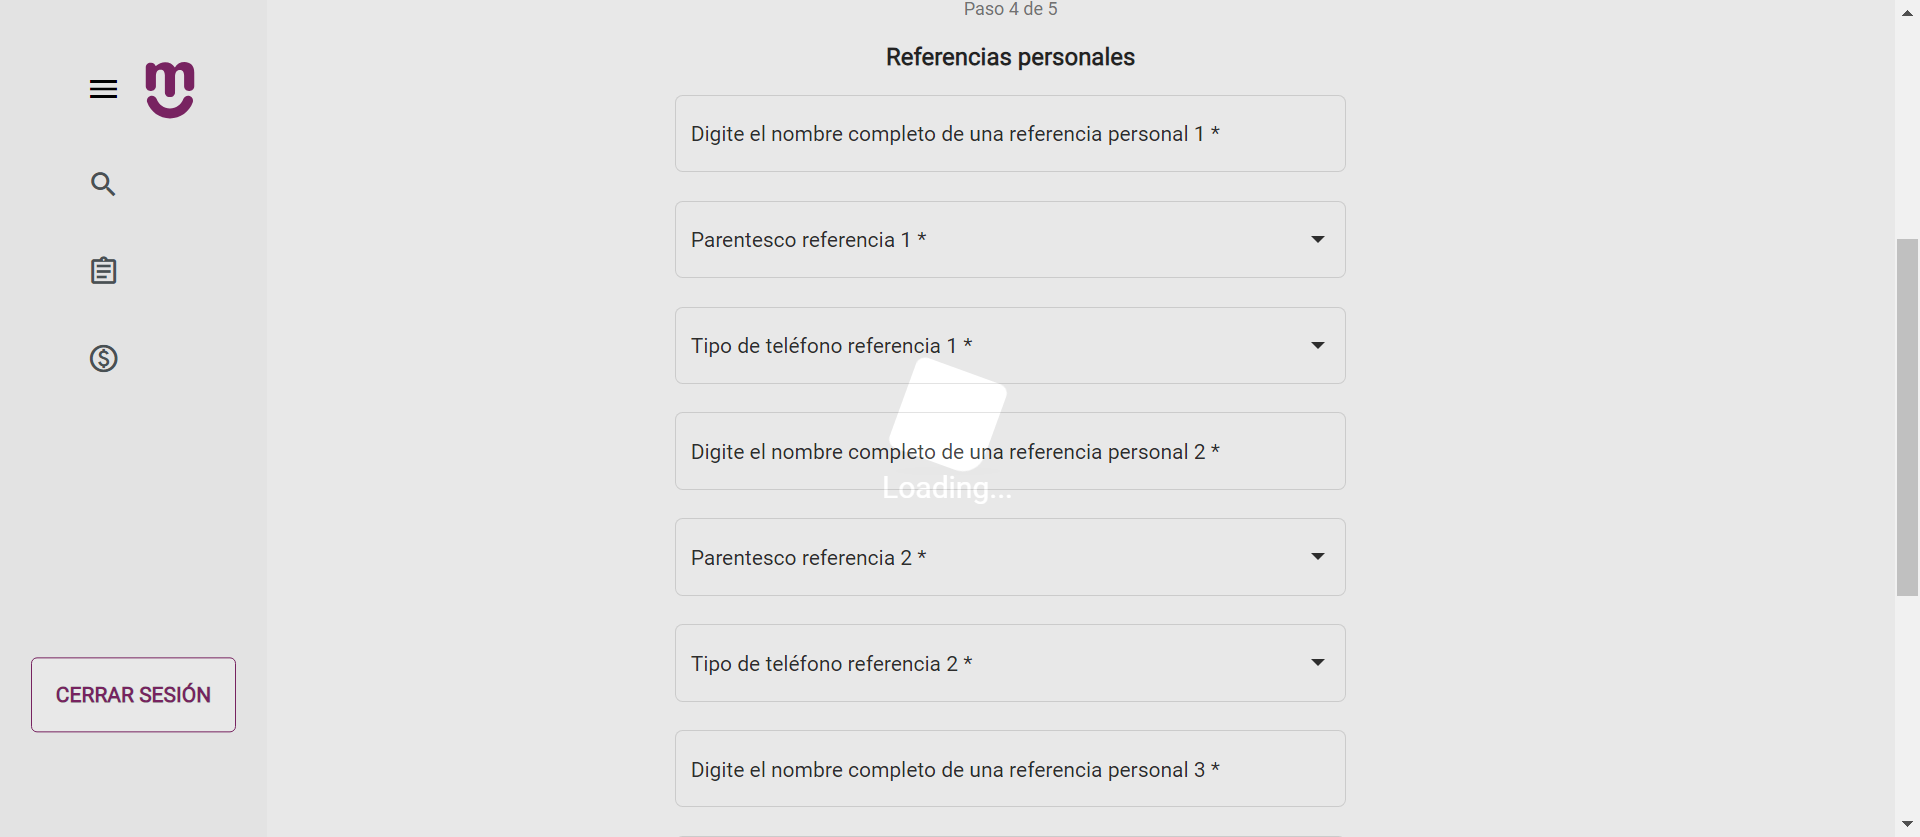 Paso 4 de 5
Referencias personales
Digite el nombre completo de una referencia personal 1 *
Parentesco referencia 1 *
Tipo de teléfono referencia 1 *
Digite el nombre completo de una referencia personal 2 *
Loading...
Parentesco referencia 2 *
Tipo de teléfono referencia 2 *
Digite el nombre completo de una referencia personal 3 *
CERRAR SESIÓN